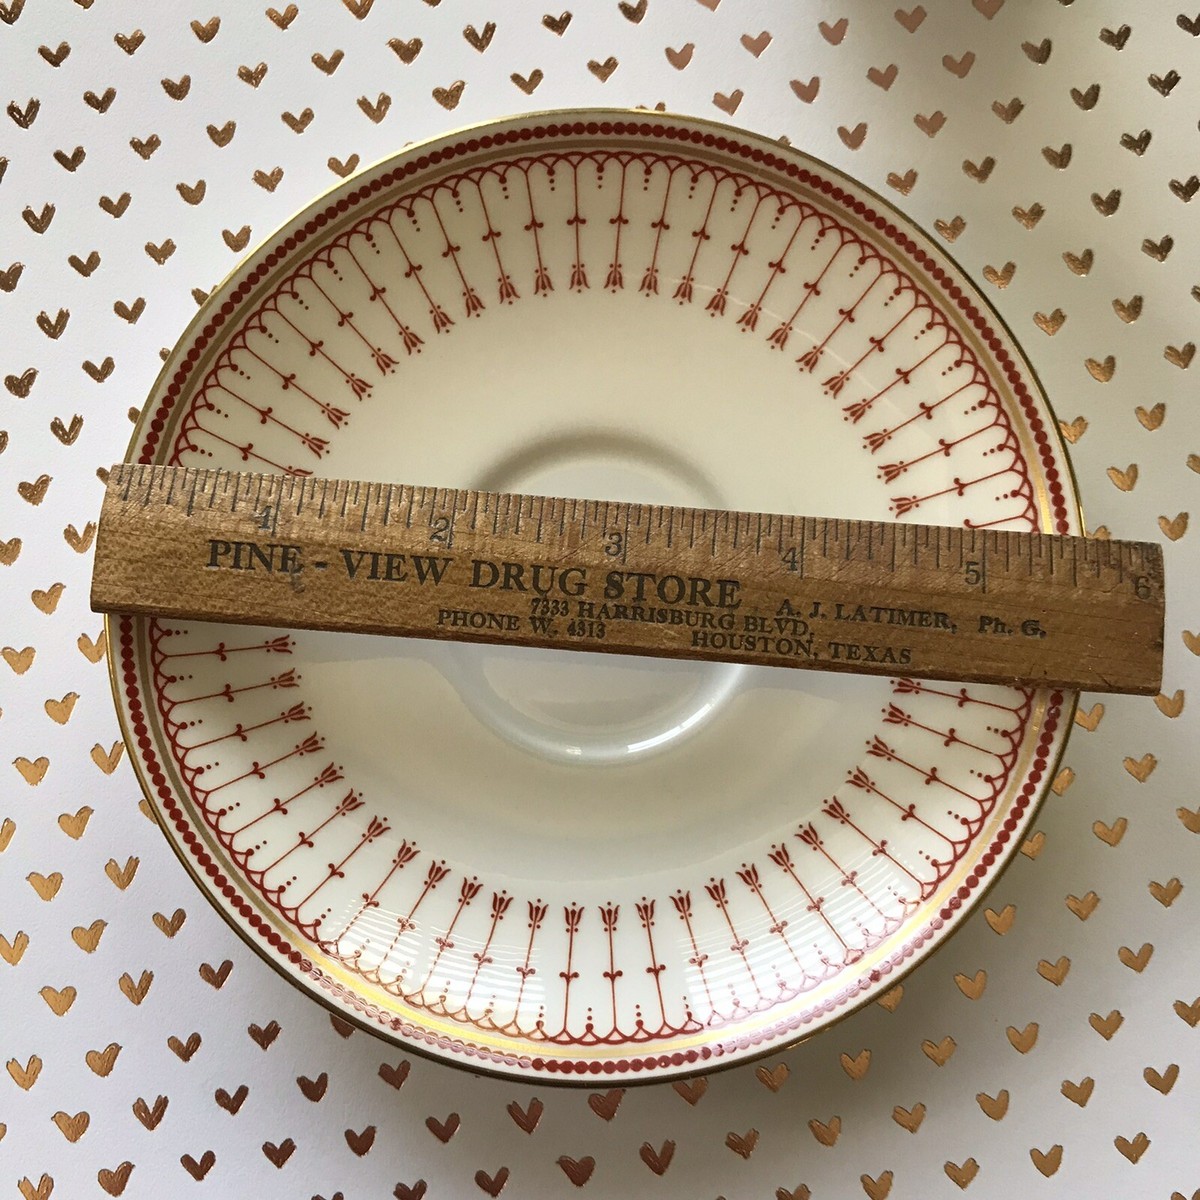 1 2 3 4 5 6
PINE - VIEW DRUG STORE
7333 HARRISBURG BLVD, A. J. LATIMER, Ph. G,
PHONE W. 4313 HOUSTON, TEXAS